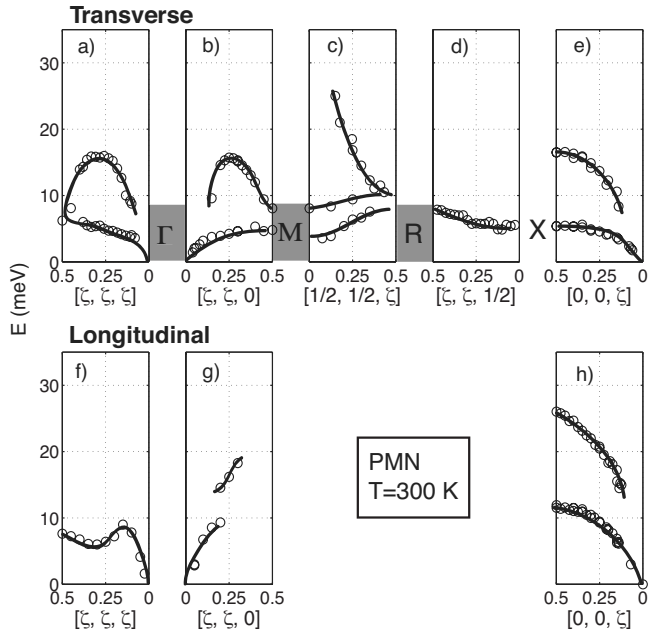 Transverse
a) b) c) d) e)
30
20
10
0
Γ M R X
0.5 0.25 0 0 0.25 0.5 0 0.25 0.5 0.5 0.25 0 0.5 0.25 0
[ζ, ζ, ζ] [ζ, ζ, 0] [1/2, 1/2, ζ] [ζ, ζ, 1/2] [0, 0, ζ]
E (meV)
Longitudinal
f) g) h)
30
20
10
0
PMN
T=300 K
0.5 0.25 0 0 0.25 0.5 0.5 0.25 0
[ζ, ζ, ζ] [ζ, ζ, 0] [0, 0, ζ]